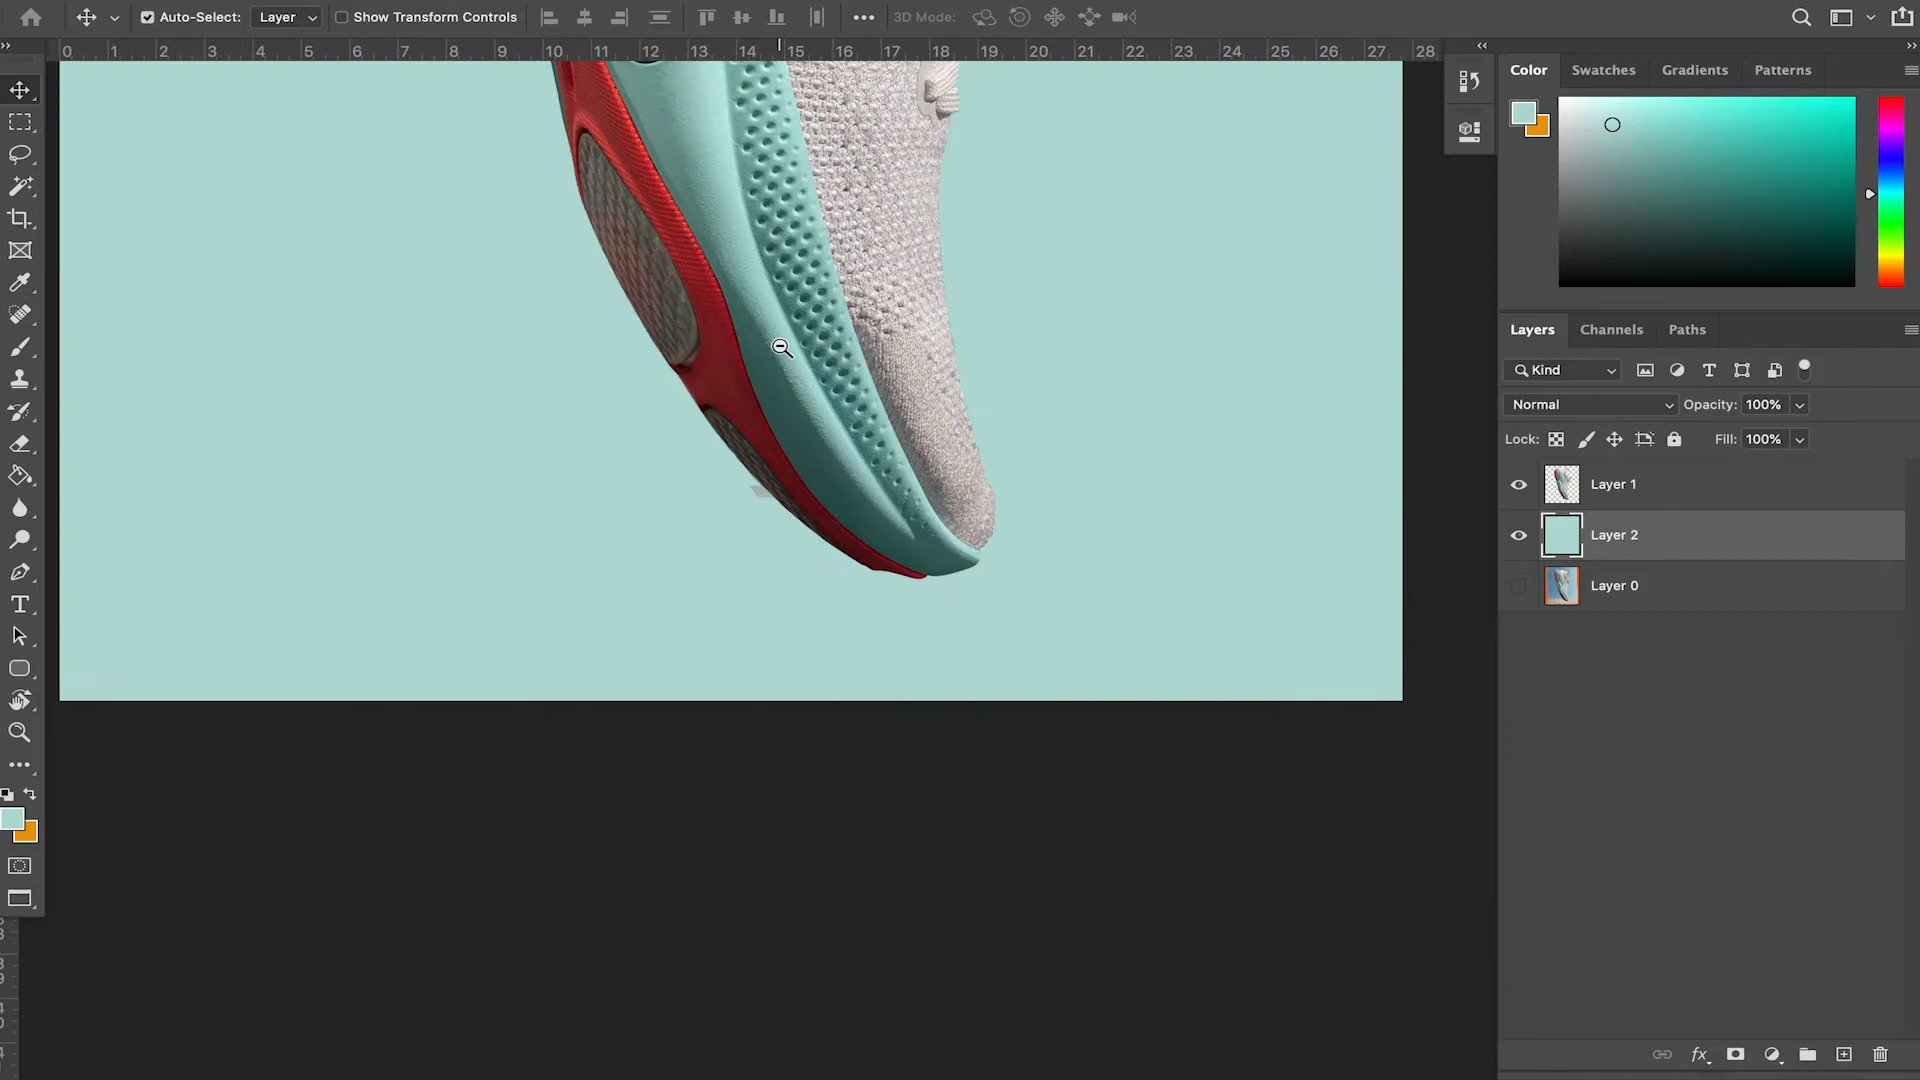 Auto-Select: Layer Show Transform Controls 3D Mode:
0 1 2 3 4 5 6 7 8 9 10 11 12 13 14 15 16 17 18 19 20 21 22 23 24 25 26 27 28
Color Swatches Gradients Patterns
Layers Channels Paths
Kind
Normal Opacity: 100%
Lock: Fill: 100%
Layer 1
Layer 2
Layer 0
fx